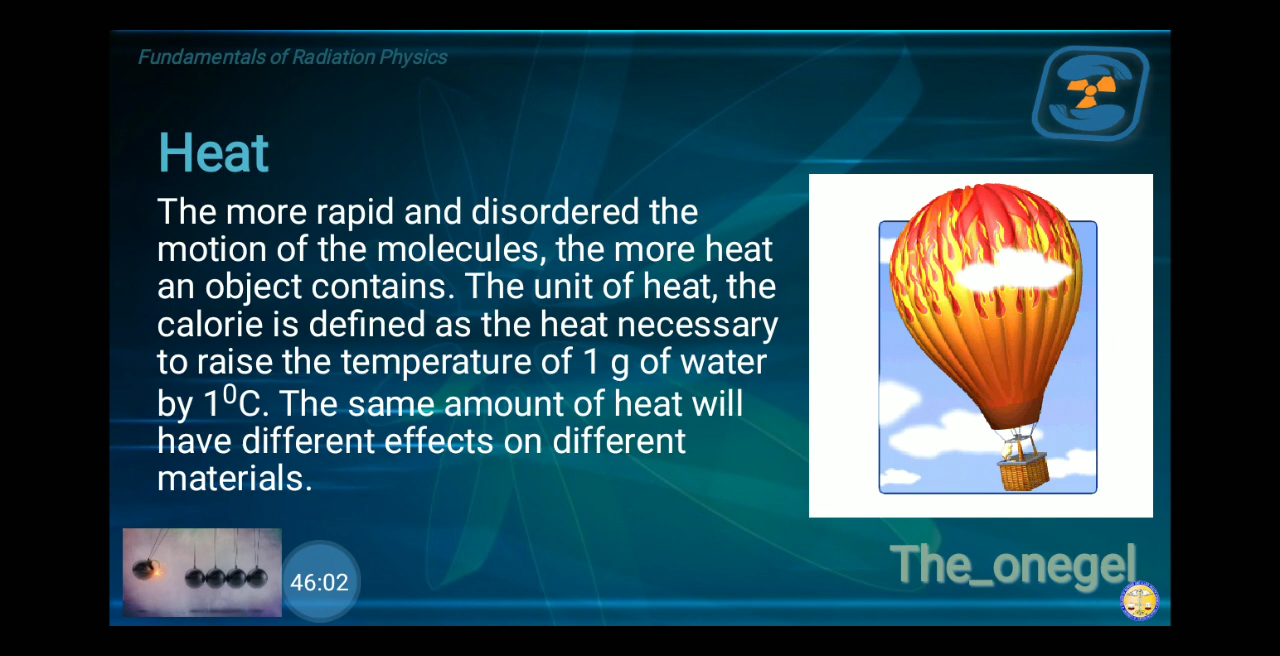 Fundamentals of Radiation Physics
Heat
The more rapid and disordered the
motion of the molecules, the more heat
an object contains. The unit of heat, the
calorie is defined as the heat necessary
to raise the temperature of 1 g of water
by 1⁰C. The same amount of heat will
have different effects on different
materials.
46:02
The_onegel